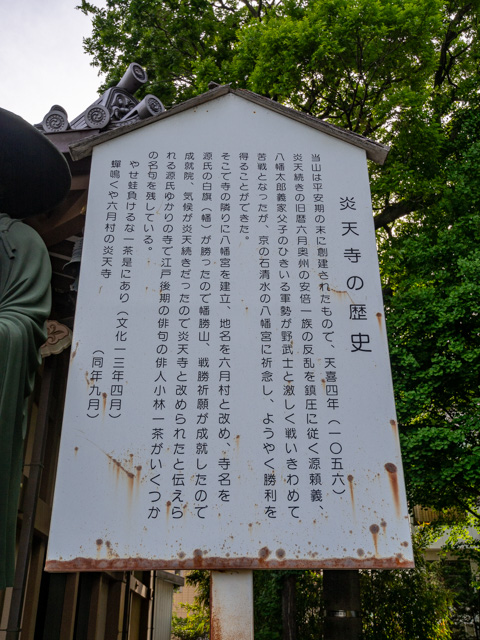 炎天寺の歴史
当山は平安期の末に創建されたもので、天喜四年(一〇五六)
炎天続きの旧暦六月奥州の安倍一族の反乱を鎮圧に従く源頼義、
八幡太郎義家父子のひきいる軍勢が野武士と激しく戦いきわめて
苦戦となったが、京の石清水の八幡宮に祈念し、ようやく勝利を
得ることができた。
そこで寺の隣りに八幡宮を建立、地名を六月村と改め、寺名を
源氏の白旗(幡)が勝ったので幡勝山、戦勝祈願が成就したので
成就院、気候が炎天続きだったので炎天寺と改められたと伝えら
れる源氏ゆかりの寺で江戸後期の俳句の俳人小林一茶がいくつか
の名句を残している。
やせ蛙負けるな一茶是にあり(文化一三年四月)
蟬鳴くや六月村の炎天寺　(同年九月)